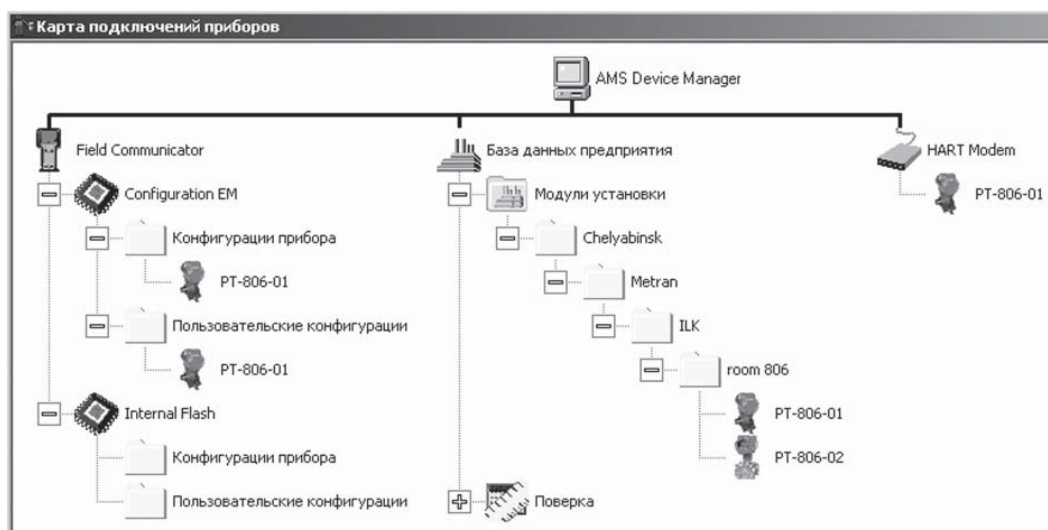 Карта подключений приборов
AMS Device Manager
Field Communicator
Configuration EM
Конфигурации прибора
PT-806-01
Пользовательские конфигурации
PT-806-01
Internal Flash
Конфигурации прибора
Пользовательские конфигурации
База данных предприятия
Модули установки
Chelyabinsk
Metran
ILK
room 806
PT-806-01
PT-806-02
Поверка
HART Modem
PT-806-01